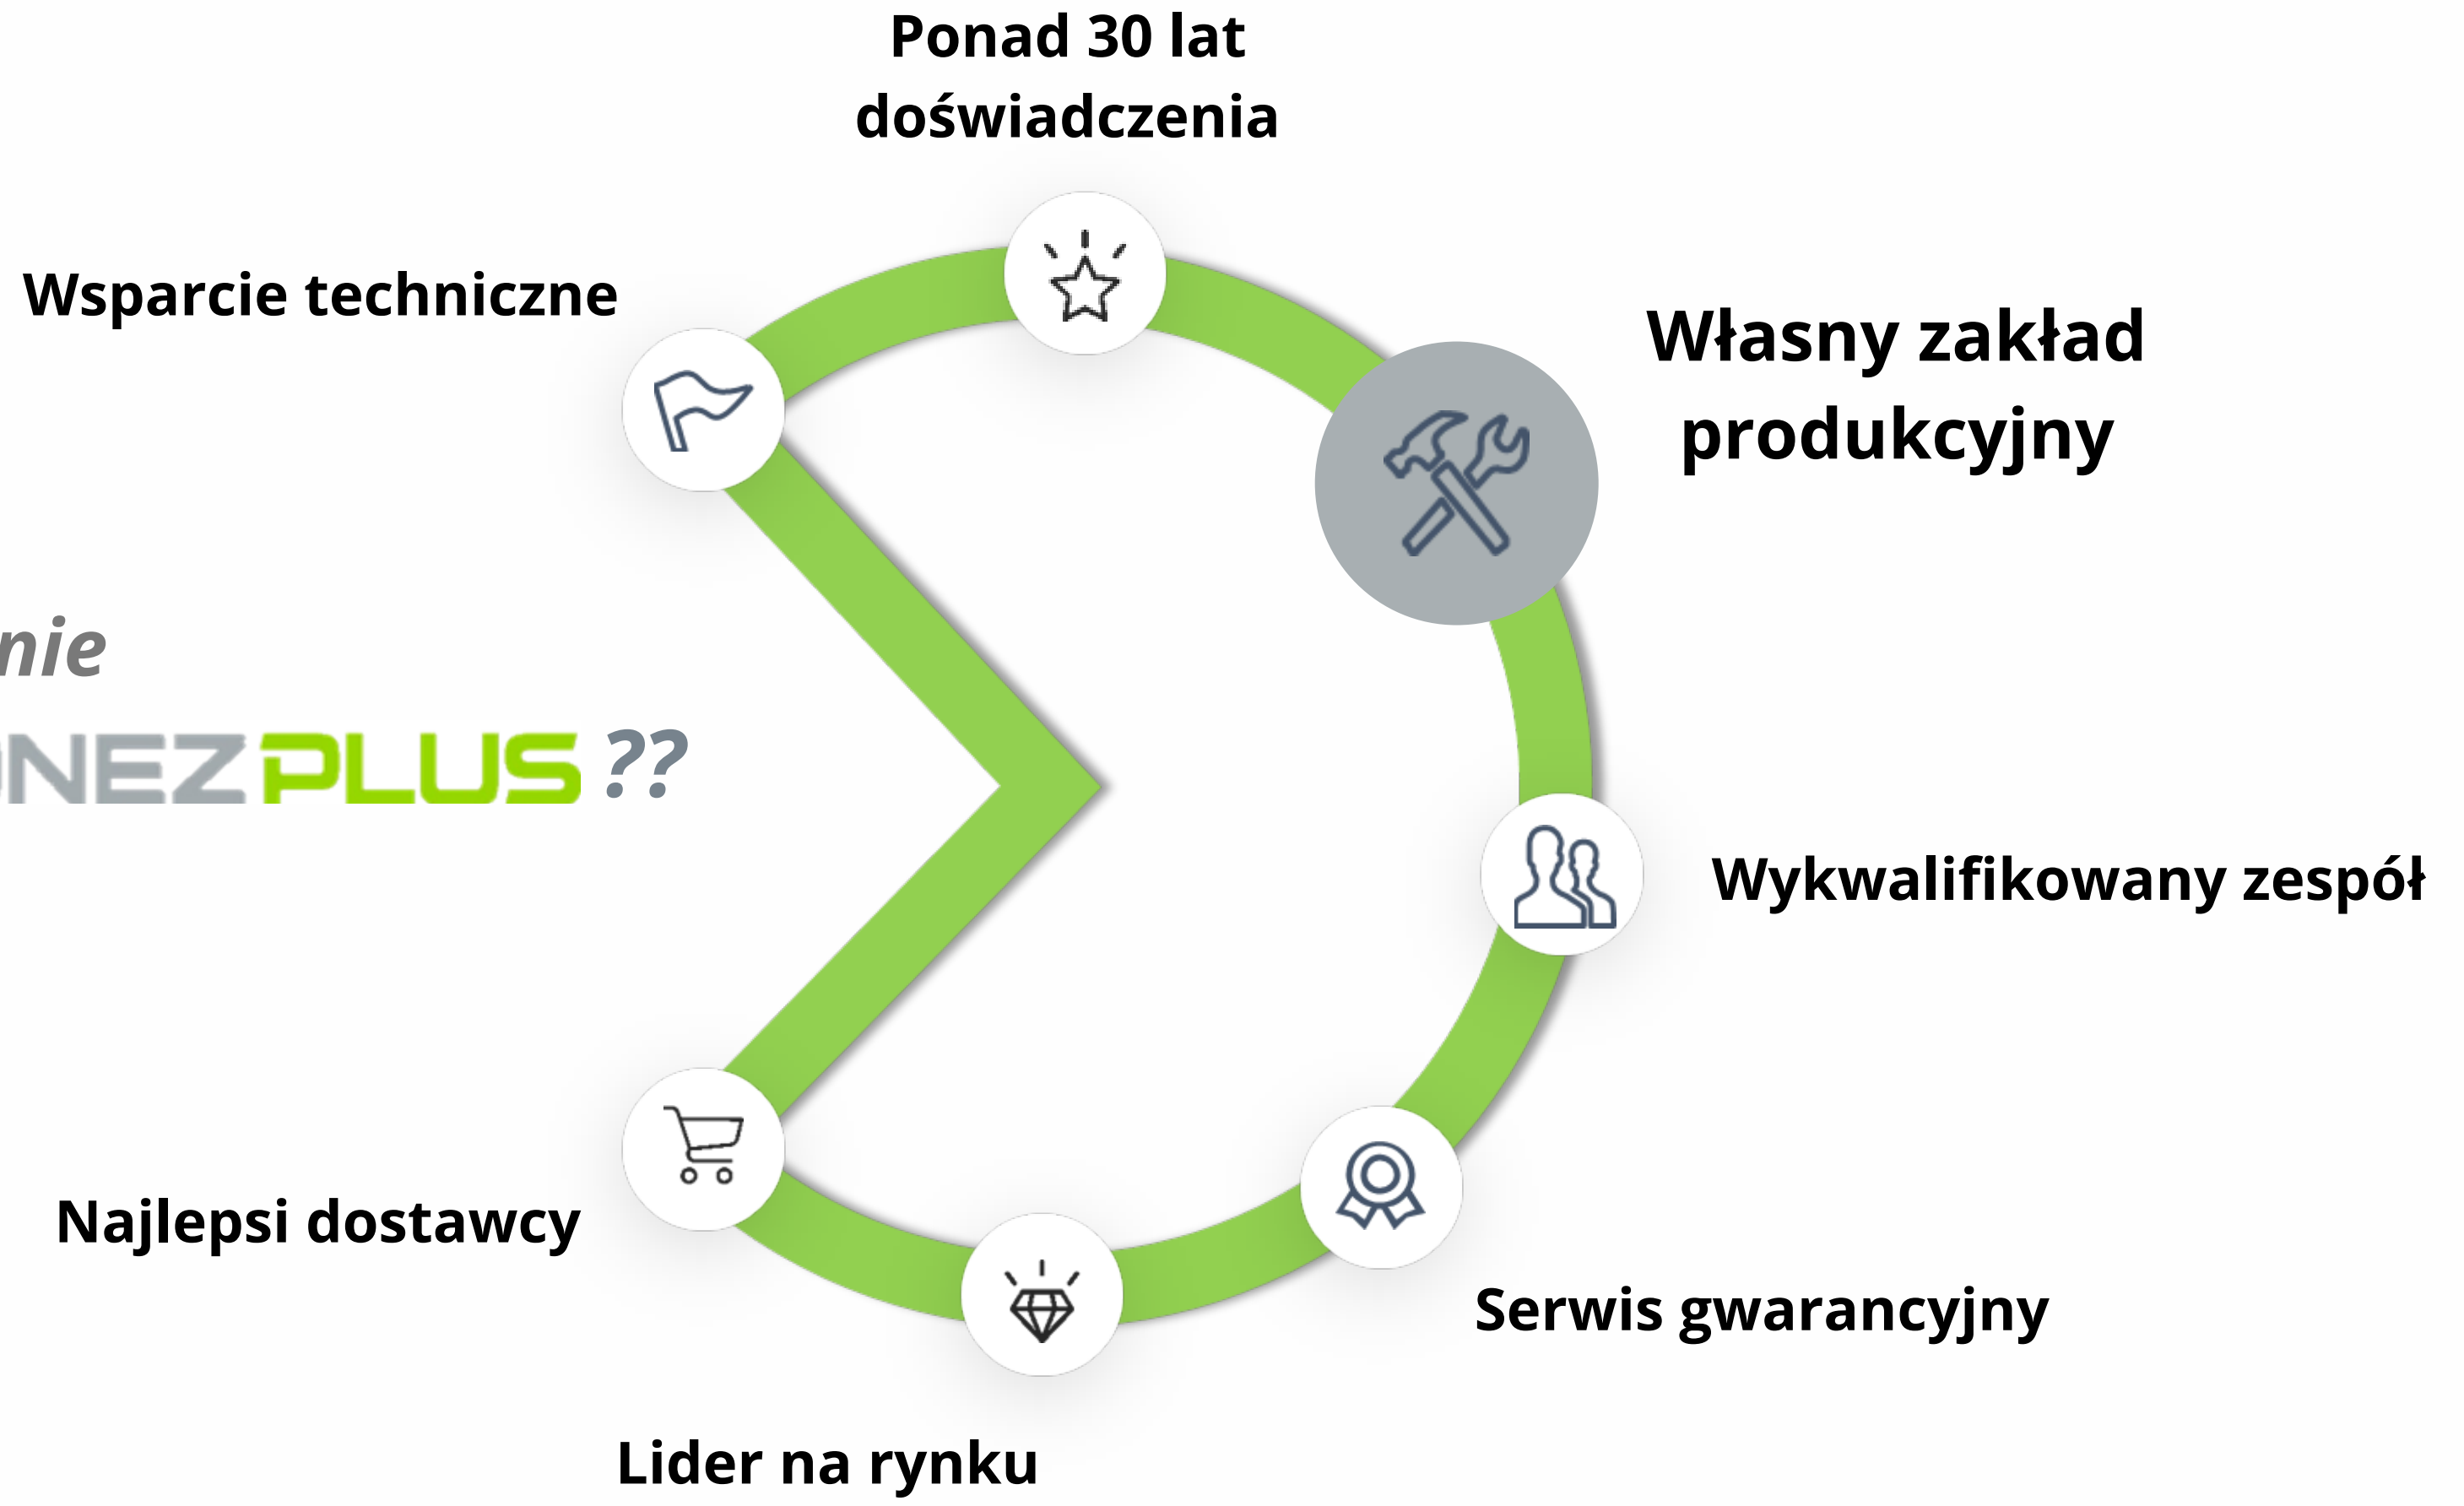 Ponad 30 lat
doświadczenia
Wsparcie techniczne
Własny zakład
produkcyjny
nie
NEZPLUS ??
Wykwalifikowany zespół
Najlepsi dostawcy
Serwis gwarancyjny
Lider na rynku